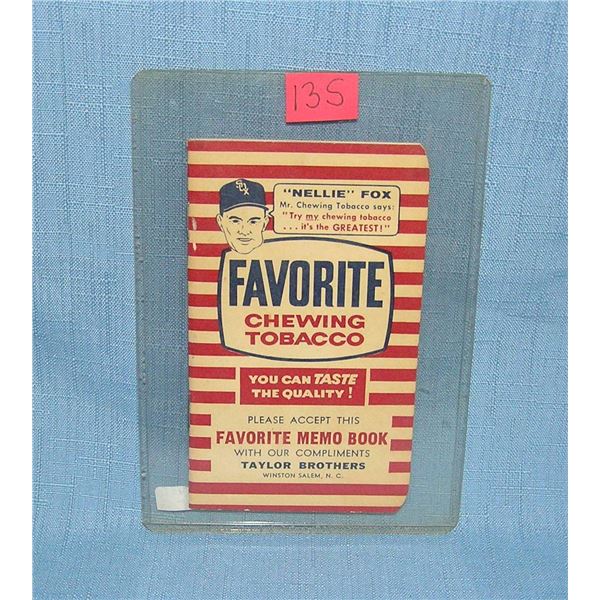 135
SOX
"NELLIE" FOX
Mr. Chewing Tobacco says:
"Try my chewing tobacco
...it's the GREATEST!"
FAVORITE
CHEWING
TOBACCO
YOU CAN TASTE
THE QUALITY!
PLEASE ACCEPT THIS
FAVORITE MEMO BOOK
WITH OUR COMPLIMENTS
TAYLOR BROTHERS
WINSTON SALEM, N. C.